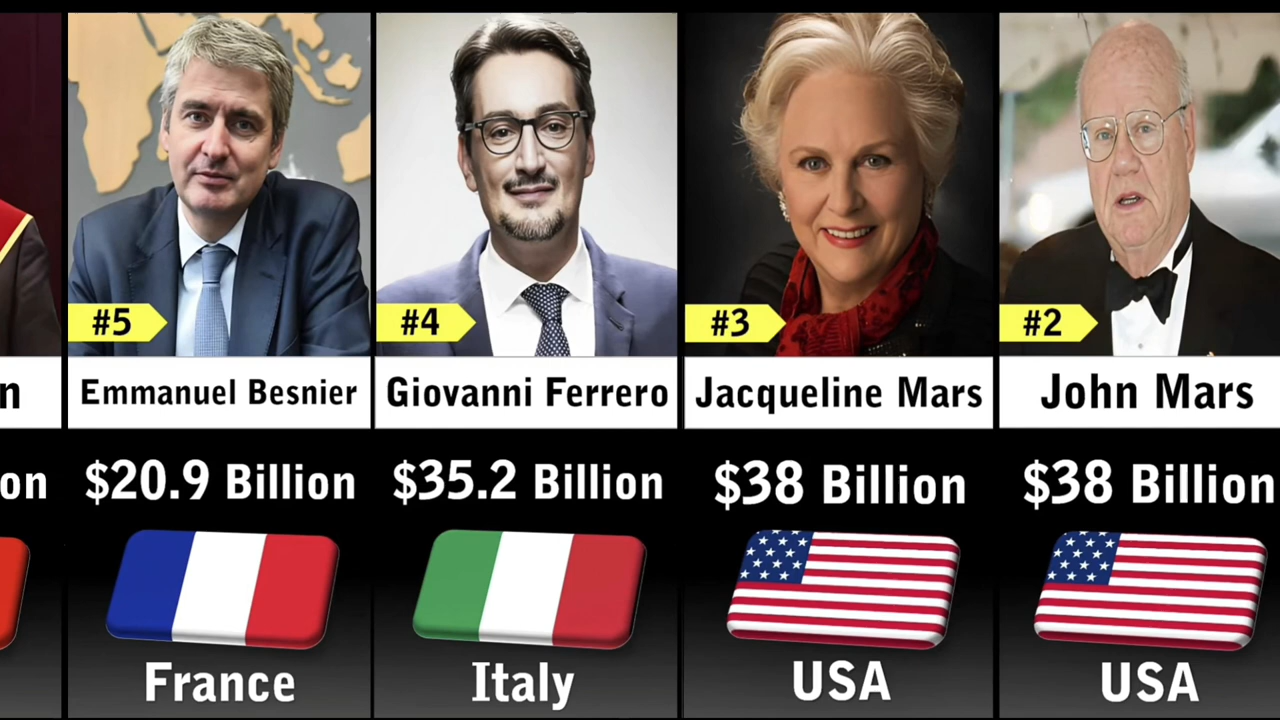 #5
#4
#3
#2
n
Emmanuel Besnier
Giovanni Ferrero
Jacqueline Mars
John Mars
on
$20.9 Billion
$35.2 Billion
$38 Billion
$38 Billion
France
Italy
USA
USA